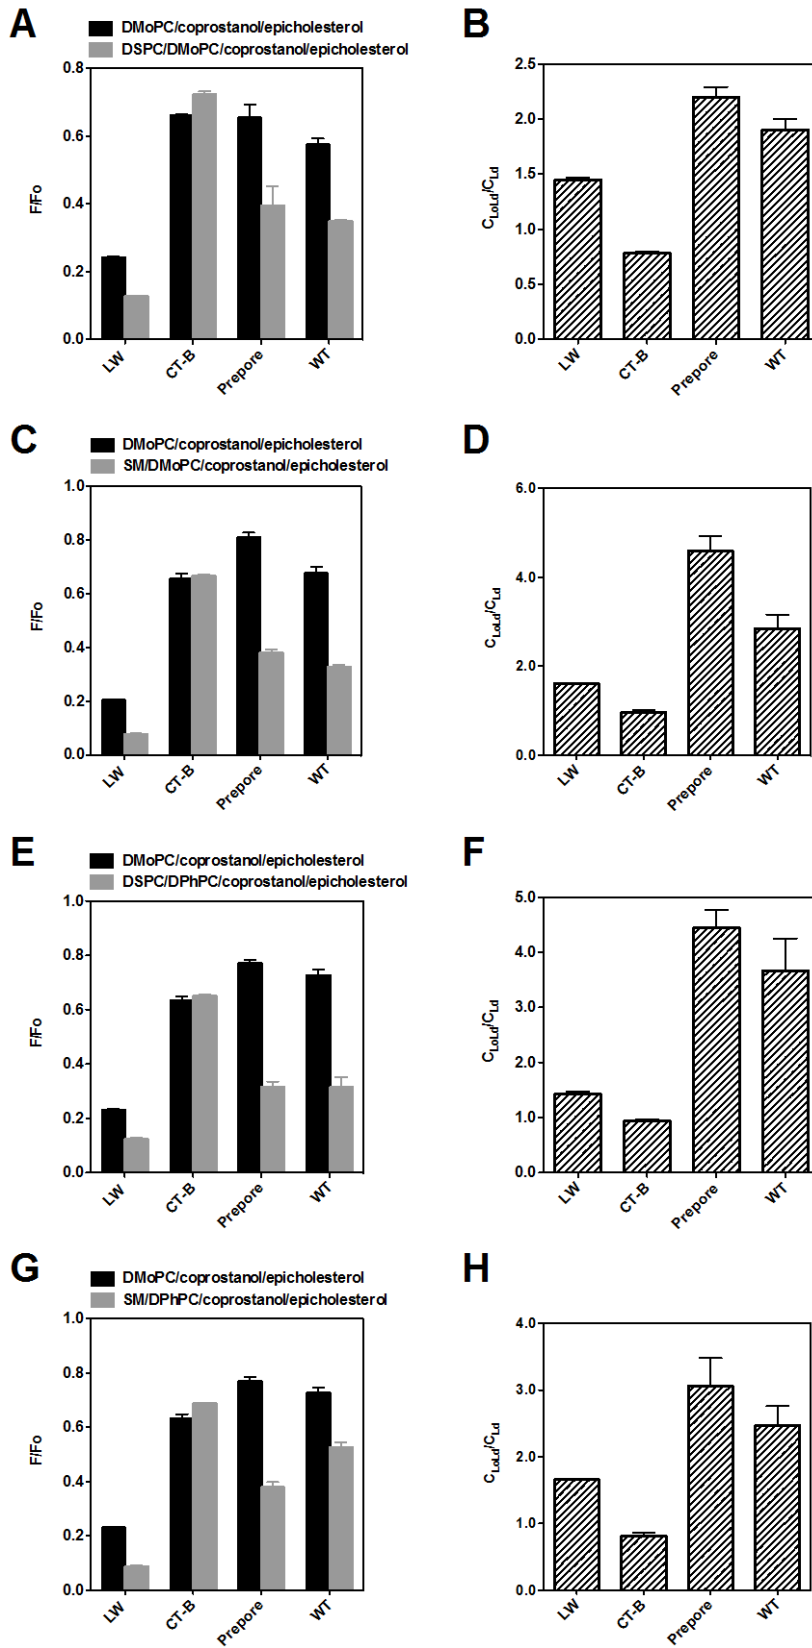 A
DMoPC/coprostanol/epicholesterol
DSPC/DMoPC/coprostanol/epicholesterol
0.8
0.6
0.4
0.2
0.0
F/Fo
LW
CT-B
Prepore
WT
B
2.5
2.0
1.5
1.0
0.5
0.0
C_LoLd/C_Ld
LW
CT-B
Prepore
WT
C
DMoPC/coprostanol/epicholesterol
SM/DMoPC/coprostanol/epicholesterol
1.0
0.8
0.6
0.4
0.2
0.0
F/Fo
LW
CT-B
Prepore
WT
D
6.0
4.0
2.0
0.0
C_LoLd/C_Ld
LW
CT-B
Prepore
WT
E
DMoPC/coprostanol/epicholesterol
DSPC/DPhPC/coprostanol/epicholesterol
1.0
0.8
0.6
0.4
0.2
0.0
F/Fo
LW
CT-B
Prepore
WT
F
5.0
4.0
3.0
2.0
1.0
0.0
C_LoLd/C_Ld
LW
CT-B
Prepore
WT
G
DMoPC/coprostanol/epicholesterol
SM/DPhPC/coprostanol/epicholesterol
1.0
0.8
0.6
0.4
0.2
0.0
F/Fo
LW
CT-B
Prepore
WT
H
4.0
3.0
2.0
1.0
0.0
C_LoLd/C_Ld
LW
CT-B
Prepore
WT